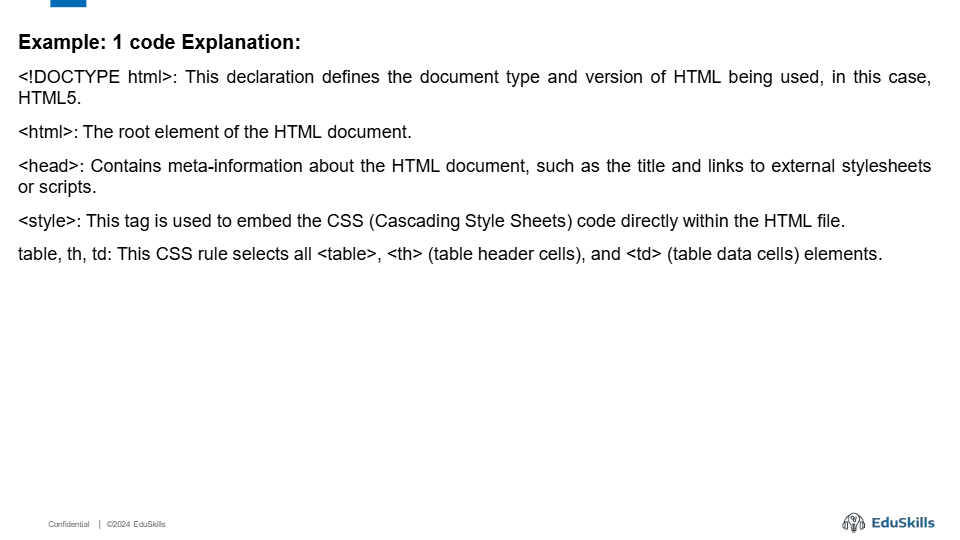 Example: 1 code Explanation:
<!DOCTYPE html>: This declaration defines the document type and version of HTML being used, in this case,
HTML5.
<html>: The root element of the HTML document.
<head>: Contains meta-information about the HTML document, such as the title and links to external stylesheets
or scripts.
<style>: This tag is used to embed the CSS (Cascading Style Sheets) code directly within the HTML file.
table, th, td: This CSS rule selects all <table>, <th> (table header cells), and <td> (table data cells) elements.
Confidential | ©2024 EduSkills
EduSkills